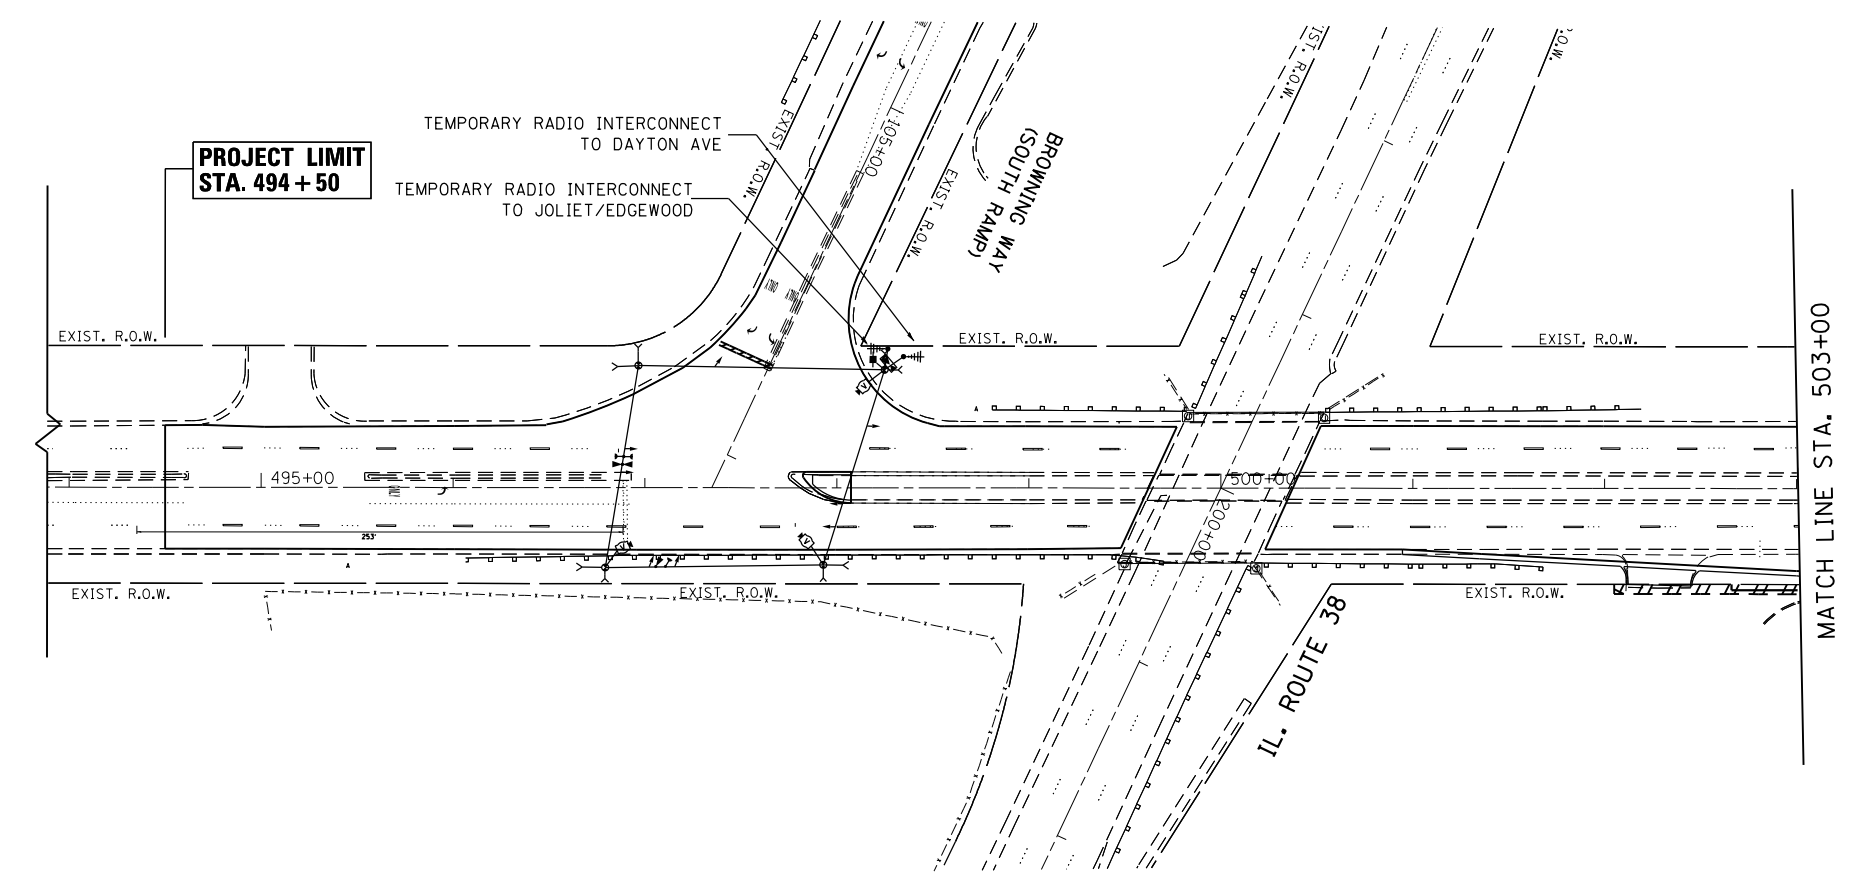 TEMPORARY RADIO INTERCONNECT
TO DAYTON AVE
PROJECT LIMIT
STA. 494+50
TEMPORARY RADIO INTERCONNECT
TO JOLIET/EDGEWOOD
EXIST. R.O.W.
105+00
EXIST. R.O.W.
BROWNING WAY
(SOUTH RAMP)
IST. R.O.W.
R.O.W.
EXIST. R.O.W.
EXIST. R.O.W.
EXIST. R.O.W.
MATCH LINE STA. 503+00
495+00
500+00
200+00
253'
A
A
V
V
V
EXIST. R.O.W.
EXIST. R.O.W.
EXIST. R.O.W.
IL. ROUTE 38